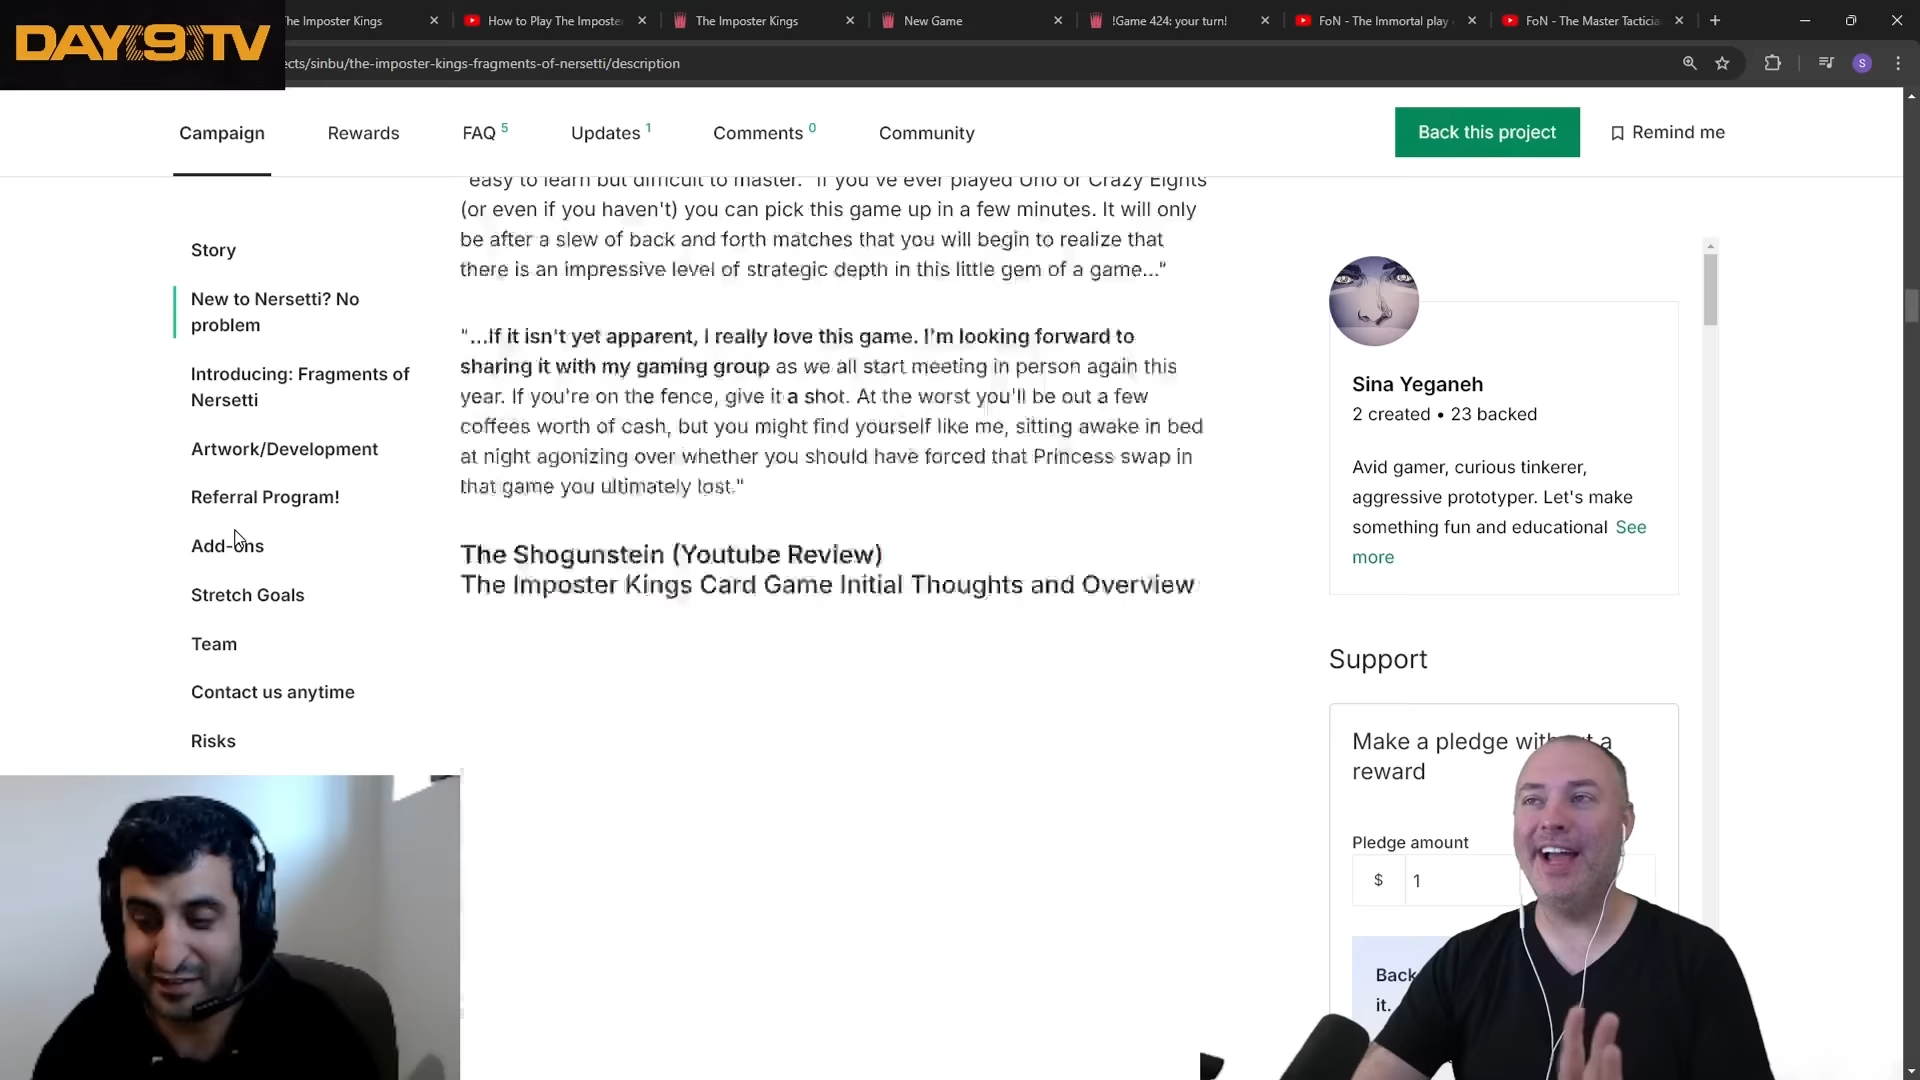 DAY[9]TV
The Imposter Kings
How to Play The Imposte
The Imposter Kings
New Game
!Game 424: your turn!
FoN - The Immortal play
FoN - The Master Tacticia
ects/sinbu/the-imposter-kings-fragments-of-nersetti/description
S
Campaign
Rewards
FAQ 5
Updates 1
Comments 0
Community
Back this project
Remind me
Story
New to Nersetti? No
problem
Introducing: Fragments of
Nersetti
Artwork/Development
Referral Program!
Add-ons
Stretch Goals
Team
Contact us anytime
Risks
easy to learn but difficult to master. "If you've ever played Uno or Crazy Eights
(or even if you haven't) you can pick this game up in a few minutes. It will only
be after a slew of back and forth matches that you will begin to realize that
there is an impressive level of strategic depth in this little gem of a game..."
"...If it isn't yet apparent, I really love this game. I'm looking forward to
sharing it with my gaming group as we all start meeting in person again this
year. If you're on the fence, give it a shot. At the worst you'll be out a few
coffees worth of cash, but you might find yourself like me, sitting awake in bed
at night agonizing over whether you should have forced that Princess swap in
that game you ultimately lost."
The Shogunstein (Youtube Review)
The Imposter Kings Card Game Initial Thoughts and Overview
Sina Yeganeh
2 created • 23 backed
Avid gamer, curious tinkerer,
aggressive prototyper. Let's make
something fun and educational See
more
Support
Make a pledge without a
reward
Pledge amount
$ 1
Back
it.